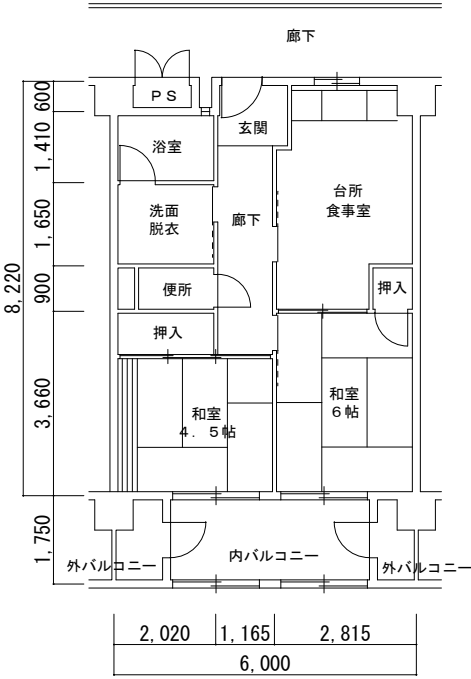 廊下
PS
玄関
浴室
台所
食事室
洗面
脱衣
廊下
便所
押入
押入
和室
4．5帖
和室
6帖
外バルコニー
内バルコニー
外バルコニー
600
1,410
1,650
900
3,660
1,750
8,220
2,020
1,165
2,815
6,000